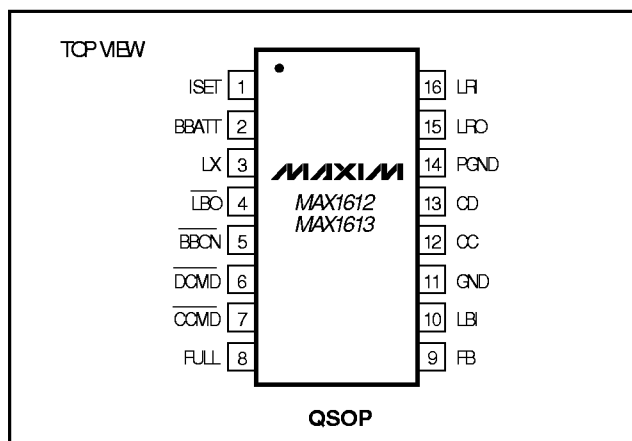 TOP VIEW
ISET 1
BBATT 2
LX 3
LBO 4
BBON 5
DCMD 6
CCMD 7
FULL 8
MAXIM
MAX1612
MAX1613
16 LRI
15 LRO
14 PGND
13 CD
12 CC
11 GND
10 LBI
9 FB
QSOP